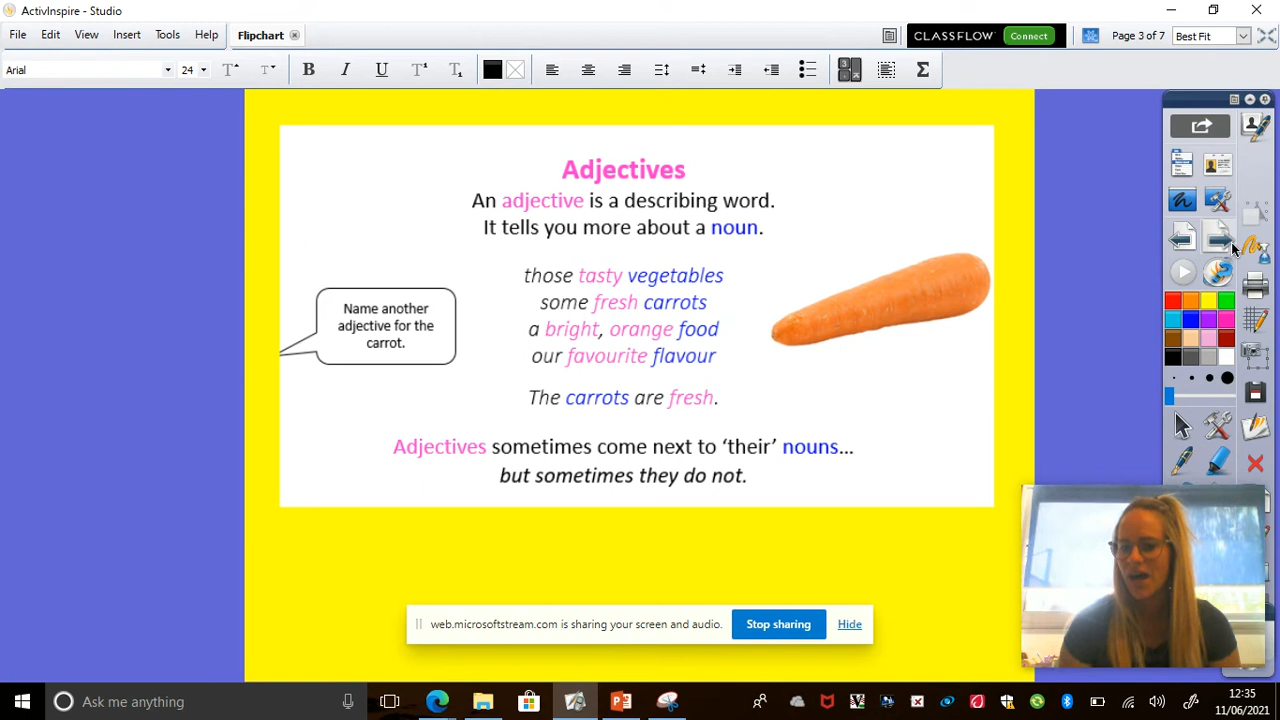 ActivInspire - Studio
File Edit View Insert Tools Help Flipchart CLASSFLOW Connect Page 3 of 7 Best Fit
Arial 24
Adjectives
An adjective is a describing word.
It tells you more about a noun.
those tasty vegetables
some fresh carrots
a bright, orange food
our favourite flavour
Name another
adjective for the
carrot.
The carrots are fresh.
Adjectives sometimes come next to ‘their’ nouns...
but sometimes they do not.
web.microsoftstream.com is sharing your screen and audio. Stop sharing Hide
Ask me anything
12:35
11/06/2021